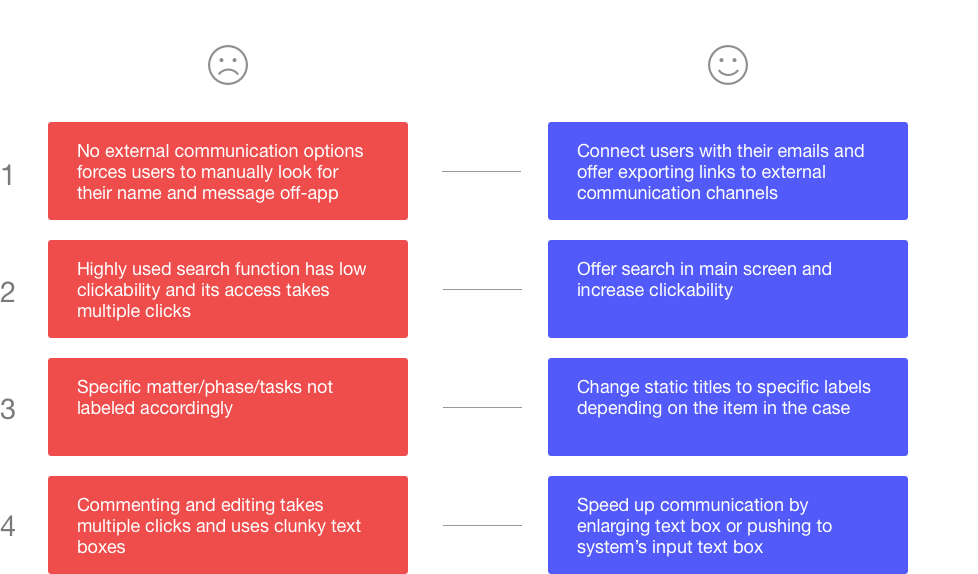 1
No external communication options
forces users to manually look for
their name and message off-app
Connect users with their emails and
offer exporting links to external
communication channels
2
Highly used search function has low
clickability and its access takes
multiple clicks
Offer search in main screen and
increase clickability
3
Specific matter/phase/tasks not
labeled accordingly
Change static titles to specific labels
depending on the item in the case
4
Commenting and editing takes
multiple clicks and uses clunky text
boxes
Speed up communication by
enlarging text box or pushing to
system’s input text box